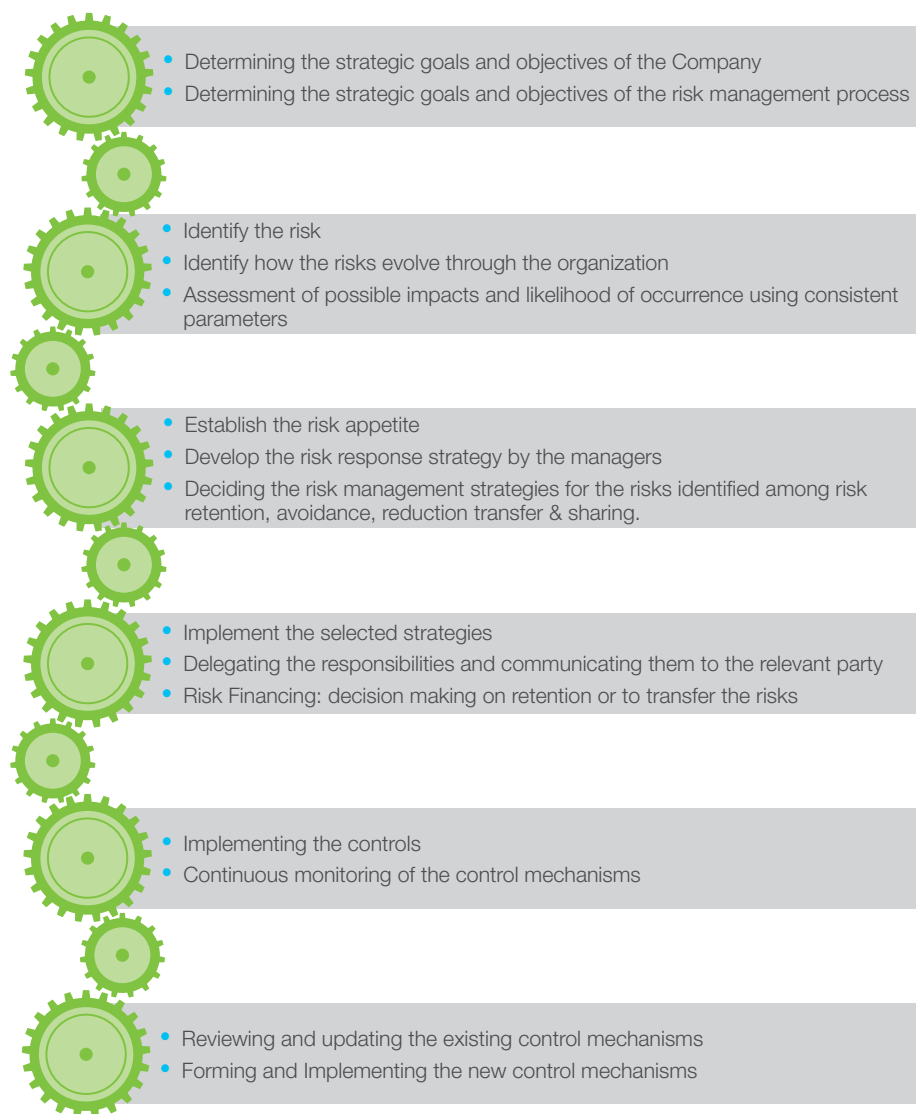 • Determining the strategic goals and objectives of the Company
• Determining the strategic goals and objectives of the risk management process
• Identify the risk
• Identify how the risks evolve through the organization
• Assessment of possible impacts and likelihood of occurrence using consistent
parameters
• Establish the risk appetite
• Develop the risk response strategy by the managers
• Deciding the risk management strategies for the risks identified among risk
retention, avoidance, reduction transfer & sharing.
• Implement the selected strategies
• Delegating the responsibilities and communicating them to the relevant party
• Risk Financing: decision making on retention or to transfer the risks
• Implementing the controls
• Continuous monitoring of the control mechanisms
• Reviewing and updating the existing control mechanisms
• Forming and Implementing the new control mechanisms